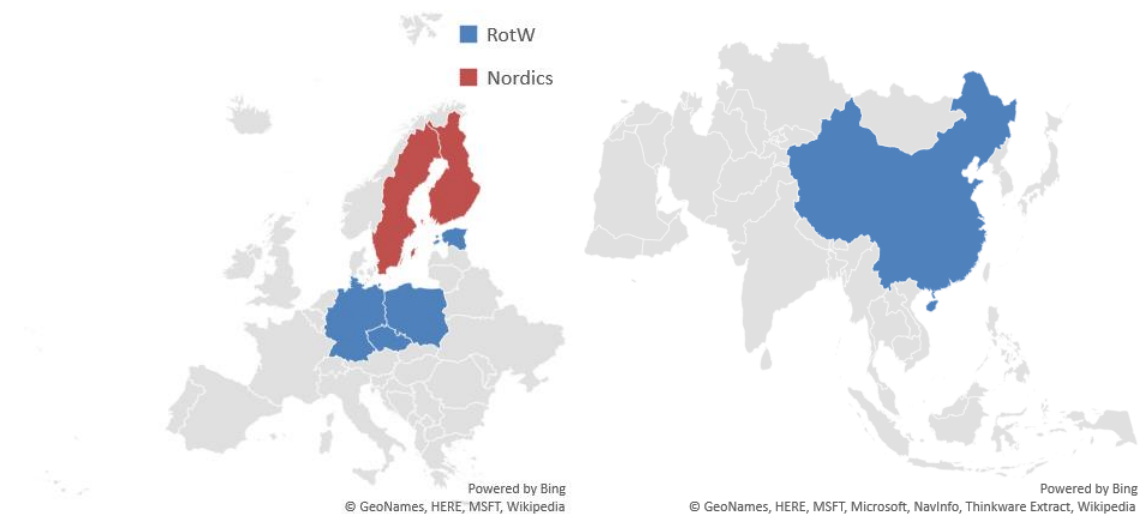 RotW
Nordics
Powered by Bing
© GeoNames, HERE, MSFT, Wikipedia
Powered by Bing
© GeoNames, HERE, MSFT, Microsoft, NavInfo, Thinkware Extract, Wikipedia